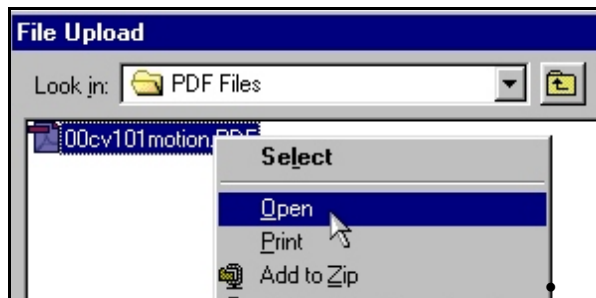 File Upload
Look in: PDF Files
00cv101motion.PDF
Select
Open
Print
Add to Zip